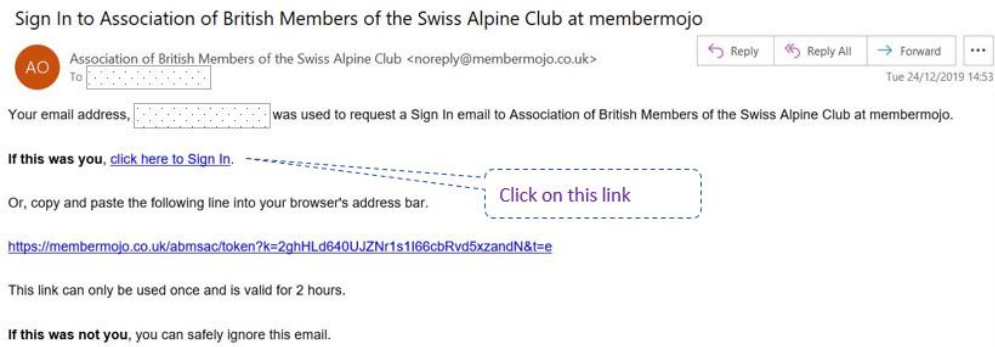 Sign In to Association of British Members of the Swiss Alpine Club at membermojo
AO
Association of British Members of the Swiss Alpine Club <noreply@membermojo.co.uk>
To
Reply
Reply All
Forward
...
Tue 24/12/2019 14:53
Your email address, was used to request a Sign In email to Association of British Members of the Swiss Alpine Club at membermojo.
If this was you, click here to Sign In.
Click on this link
Or, copy and paste the following line into your browser's address bar.
https://membermojo.co.uk/abmsac/token?k=2ghHLd640UJZNr1s1l66cbRvd5xzandN&t=e
This link can only be used once and is valid for 2 hours.
If this was not you, you can safely ignore this email.